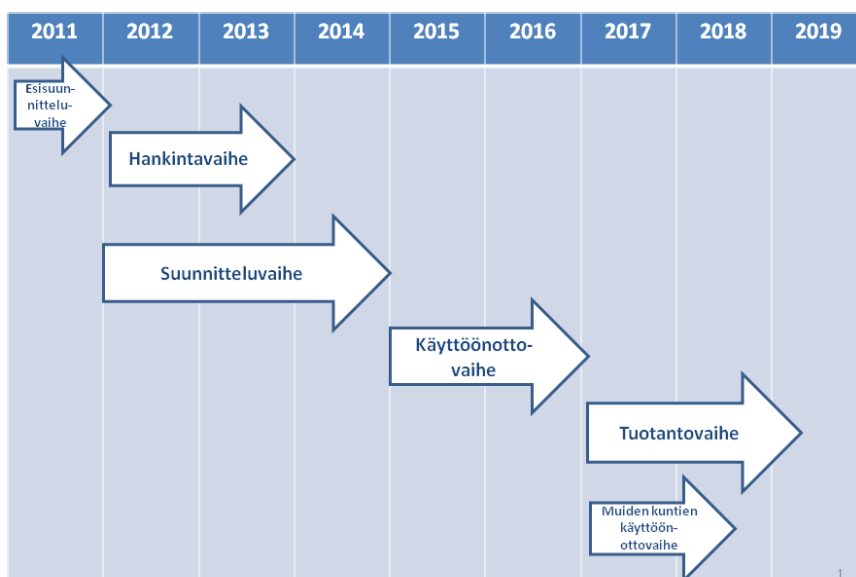 2011 2012 2013 2014 2015 2016 2017 2018 2019
Esisuun-
nittelu-
vaihe
Hankintavaihe
Suunnitteluvaihe
Käyttöönotto-
vaihe
Tuotantovaihe
Muiden kuntien
käyttöön-
ottovaihe
1